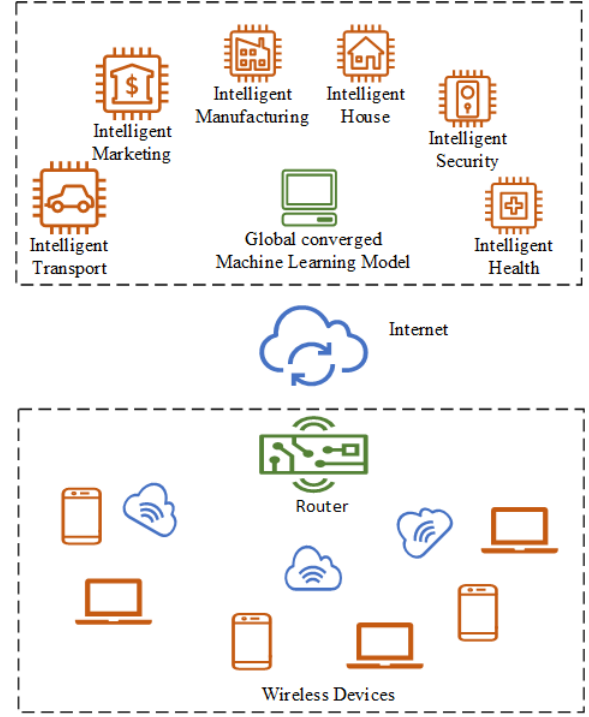 $
Intelligent
Marketing
Intelligent
Manufacturing
Intelligent
House
Intelligent
Security
Intelligent
Transport
Global converged
Machine Learning Model
Intelligent
Health
Internet
Router
Wireless Devices